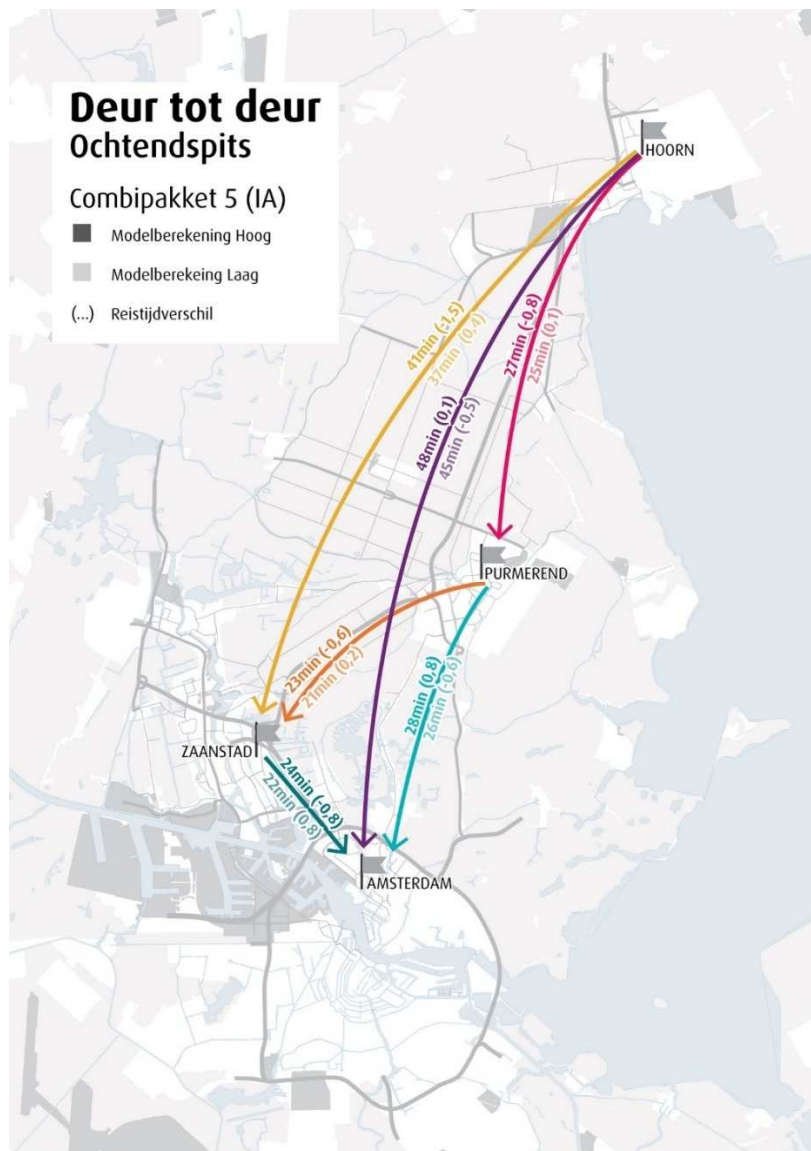 Deur tot deur
Ochtendspits
Combipakket 5 (IA)
Modelberekening Hoog
Modelberekeing Laag
(...) Reistijdverschil
HOORN
41min (-1,5)
37min (0,4)
48min (0,1)
45min (-0,5)
27min (-0,8)
25min (0,1)
PURMEREND
23min (-0,6)
21min (0,2)
28min (0,8)
26min (-0,6)
ZAANSTAD
24min (-0,8)
22min (0,8)
AMSTERDAM